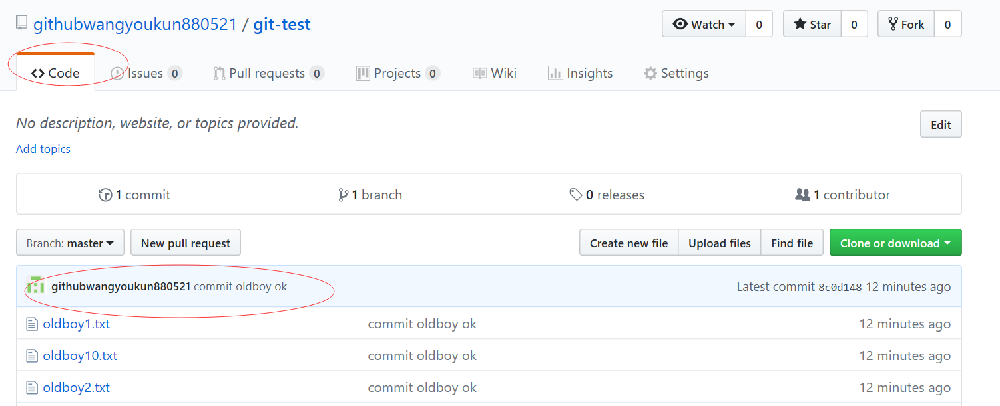 githubwangyoukun880521 / git-test
Watch 0 Star 0 Fork 0
Code Issues 0 Pull requests 0 Projects 0 Wiki Insights Settings
No description, website, or topics provided.
Edit
Add topics
1 commit 1 branch 0 releases 1 contributor
Branch: master New pull request Create new file Upload files Find file Clone or download
githubwangyoukun880521 commit oldboy ok Latest commit 8c0d148 12 minutes ago
oldboy1.txt commit oldboy ok 12 minutes ago
oldboy10.txt commit oldboy ok 12 minutes ago
oldboy2.txt commit oldboy ok 12 minutes ago